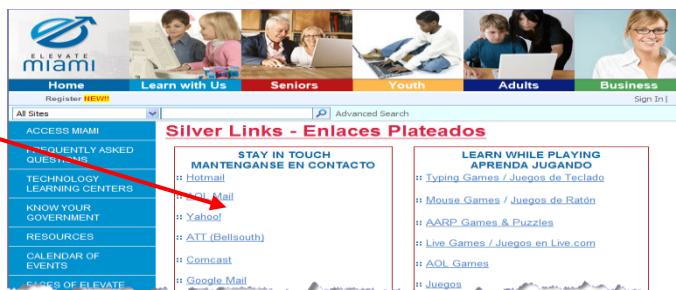 ELEVATE
miami
Home Learn with Us Seniors Youth Adults Business
Register NEW!! Sign In |
All Sites Advanced Search
ACCESS MIAMI
FREQUENTLY ASKED
QUESTIONS
TECHNOLOGY
LEARNING CENTERS
KNOW YOUR
GOVERNMENT
RESOURCES
CALENDAR OF
EVENTS
FACES OF ELEVATE
Silver Links - Enlaces Plateados
STAY IN TOUCH
MANTENGANSE EN CONTACTO
:: Hotmail
:: AOL Mail
:: Yahoo!
:: ATT (Bellsouth)
:: Comcast
:: Google Mail
LEARN WHILE PLAYING
APRENDA JUGANDO
:: Typing Games / Juegos de Teclado
:: Mouse Games / Juegos de Ratón
:: AARP Games & Puzzles
:: Live Games / Juegos en Live.com
:: AOL Games
:: Juegos